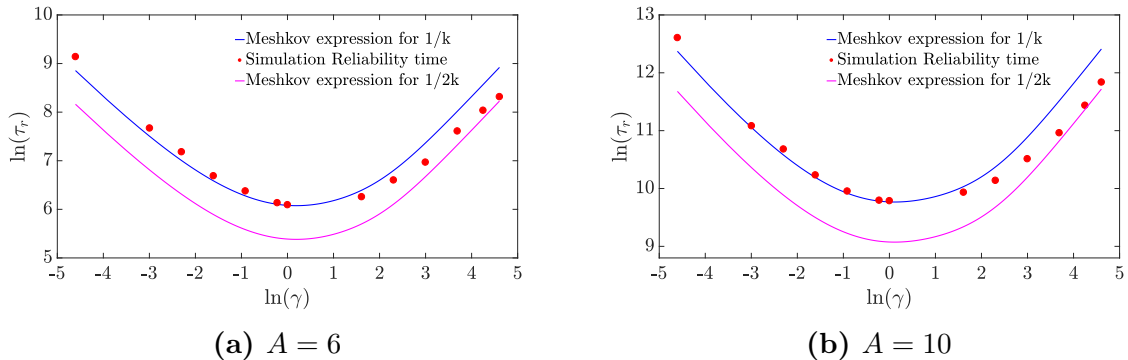 10
9
8
7
6
5
ln(τr)
Meshkov expression for 1/k
Simulation Reliability time
Meshkov expression for 1/2k
-5 -4 -3 -2 -1 0 1 2 3 4 5
ln(γ)
(a) A = 6
13
12
11
10
9
ln(τr)
Meshkov expression for 1/k
Simulation Reliability time
Meshkov expression for 1/2k
-5 -4 -3 -2 -1 0 1 2 3 4 5
ln(γ)
(b) A = 10